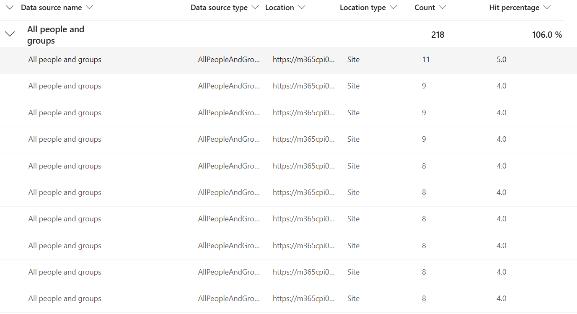 Data source name Data source type Location Location type Count Hit percentage
All people and groups 218 106.0 %
All people and groups AllPeopleAndGro... https://m365cpi0... Site 11 5.0
All people and groups AllPeopleAndGro... https://m365cpi0... Site 9 4.0
All people and groups AllPeopleAndGro... https://m365cpi0... Site 9 4.0
All people and groups AllPeopleAndGro... https://m365cpi0... Site 9 4.0
All people and groups AllPeopleAndGro... https://m365cpi0... Site 8 4.0
All people and groups AllPeopleAndGro... https://m365cpi0... Site 8 4.0
All people and groups AllPeopleAndGro... https://m365cpi0... Site 8 4.0
All people and groups AllPeopleAndGro... https://m365cpi0... Site 8 4.0
All people and groups AllPeopleAndGro... https://m365cpi0... Site 8 4.0
All people and groups AllPeopleAndGro... https://m365cpi0... Site 8 4.0